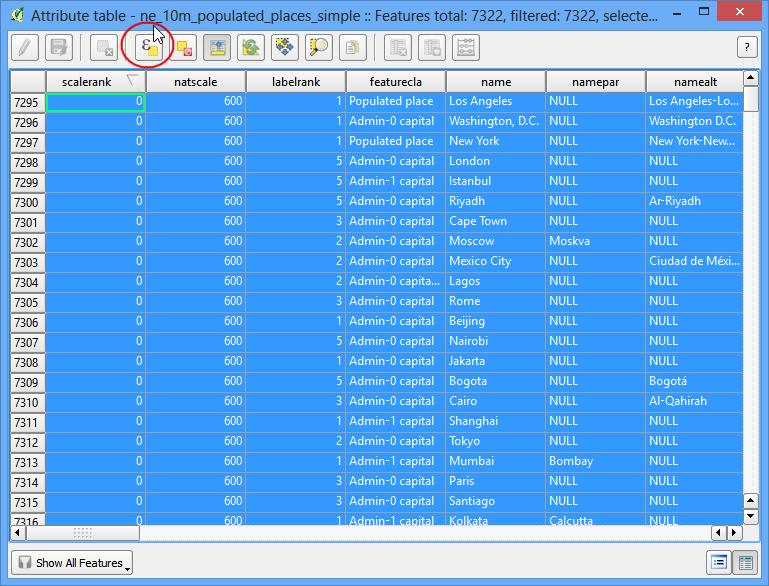 Attribute table - ne_10m_populated_places_simple :: Features total: 7322, filtered: 7322, selecte...
ε ?
scalerank natscale labelrank featurecla name namepar namealt
7295 0 600 1 Populated place Los Angeles NULL Los Angeles-Lo...
7296 0 600 1 Admin-0 capital Washington, D.C. NULL Washington D.C.
7297 0 600 1 Populated place New York NULL New York-New...
7298 0 600 5 Admin-0 capital London NULL NULL
7299 0 600 5 Admin-1 capital Istanbul NULL NULL
7300 0 600 5 Admin-0 capital Riyadh NULL Ar-Riyadh
7301 0 600 3 Admin-0 capital Cape Town NULL NULL
7302 0 600 2 Admin-0 capital Moscow Moskva NULL
7303 0 600 2 Admin-0 capital Mexico City NULL Ciudad de Méxi...
7304 0 600 2 Admin-0 capita... Lagos NULL NULL
7305 0 600 3 Admin-0 capital Rome NULL NULL
7306 0 600 1 Admin-0 capital Beijing NULL NULL
7307 0 600 5 Admin-0 capital Nairobi NULL NULL
7308 0 600 1 Admin-0 capital Jakarta NULL NULL
7309 0 600 5 Admin-0 capital Bogota NULL Bogotá
7310 0 600 3 Admin-0 capital Cairo NULL Al-Qahirah
7311 0 600 1 Admin-1 capital Shanghai NULL NULL
7312 0 600 2 Admin-0 capital Tokyo NULL NULL
7313 0 600 1 Admin-1 capital Mumbai Bombay NULL
7314 0 600 3 Admin-0 capital Paris NULL NULL
7315 0 600 3 Admin-0 capital Santiago NULL NULL
7316 0 600 1 Admin-1 capital Kolkata Calcutta NULL
Show All Features